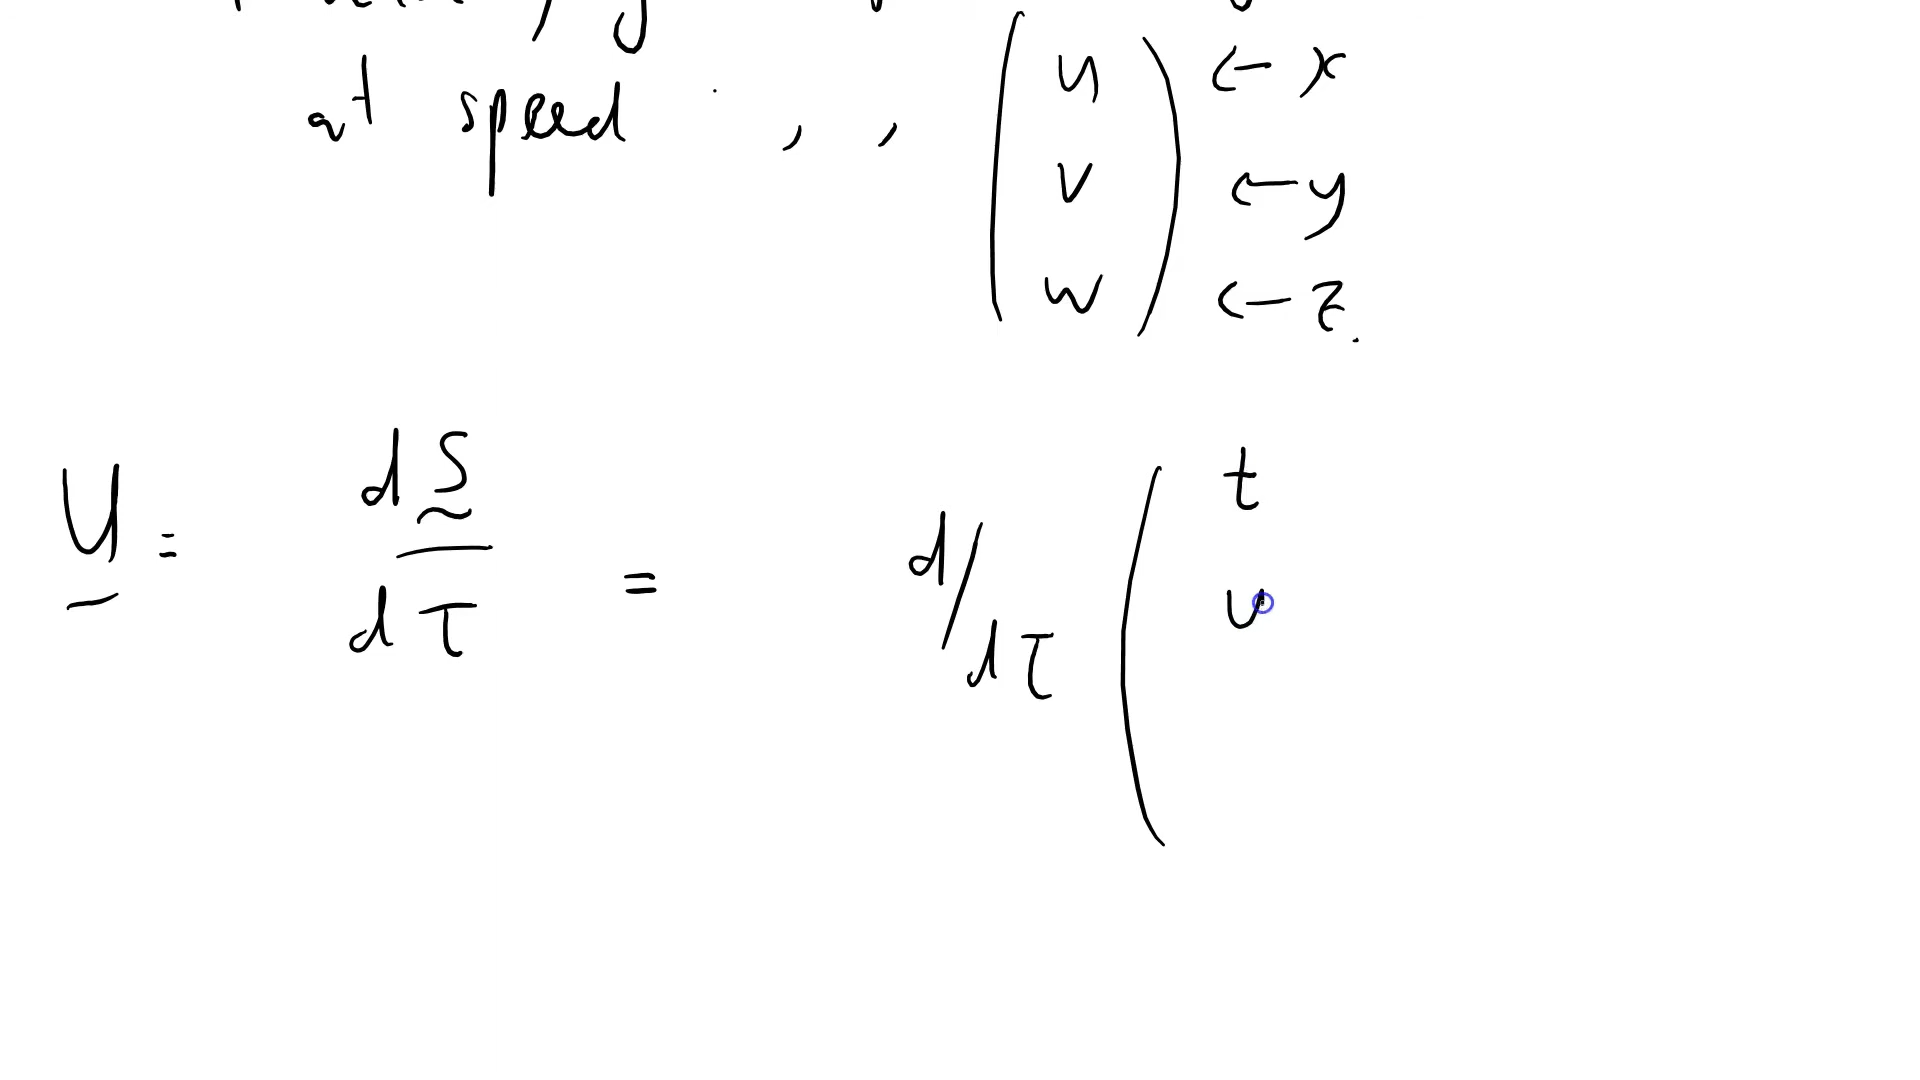 at speed . , , ( u ) ← x
( v ) ← y
( w ) ← z.
U = dS/dτ = d/dτ ( t
u